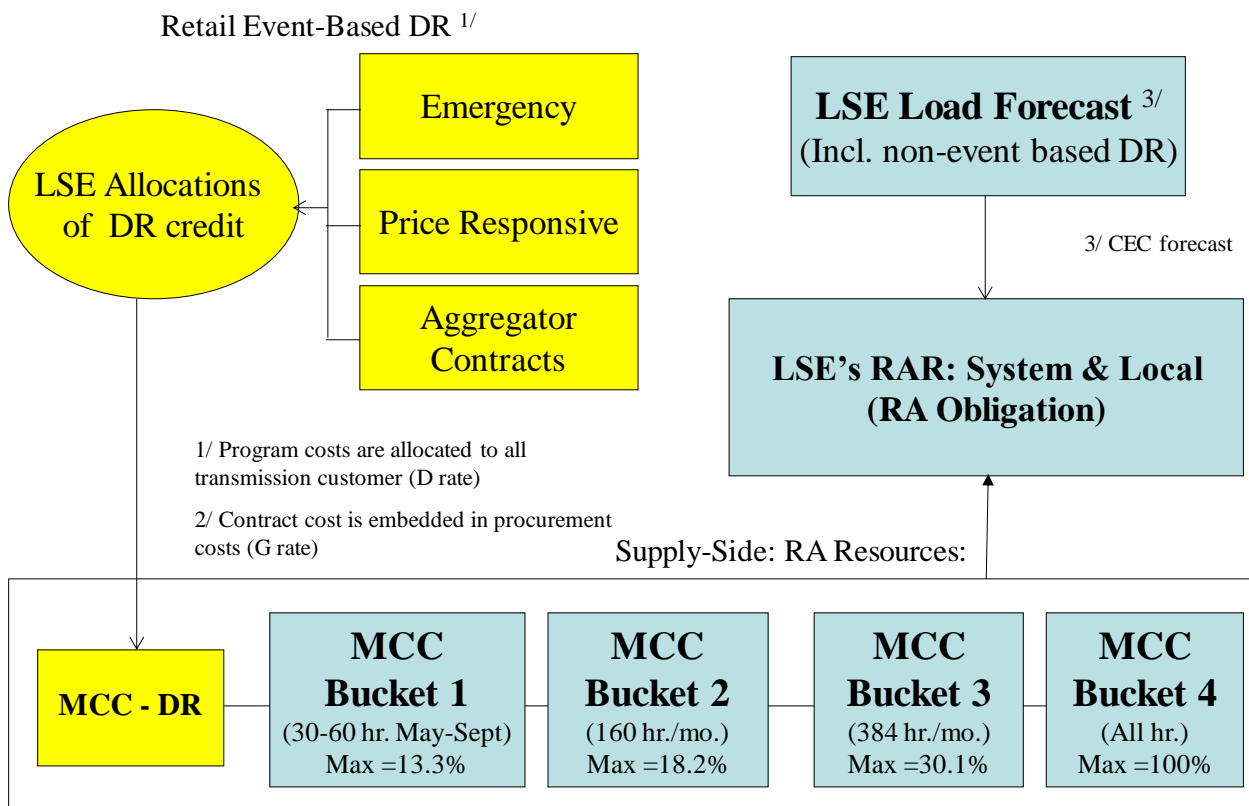 Retail Event-Based DR 1/
Emergency
Price Responsive
Aggregator
Contracts
LSE Allocations
of DR credit
LSE Load Forecast 3/
(Incl. non-event based DR)
3/ CEC forecast
LSE's RAR: System & Local
(RA Obligation)
1/ Program costs are allocated to all
transmission customer (D rate)
2/ Contract cost is embedded in procurement
costs (G rate)
Supply-Side: RA Resources:
MCC - DR
MCC
Bucket 1
(30-60 hr. May-Sept)
Max =13.3%
MCC
Bucket 2
(160 hr./mo.)
Max =18.2%
MCC
Bucket 3
(384 hr./mo.)
Max =30.1%
MCC
Bucket 4
(All hr.)
Max =100%